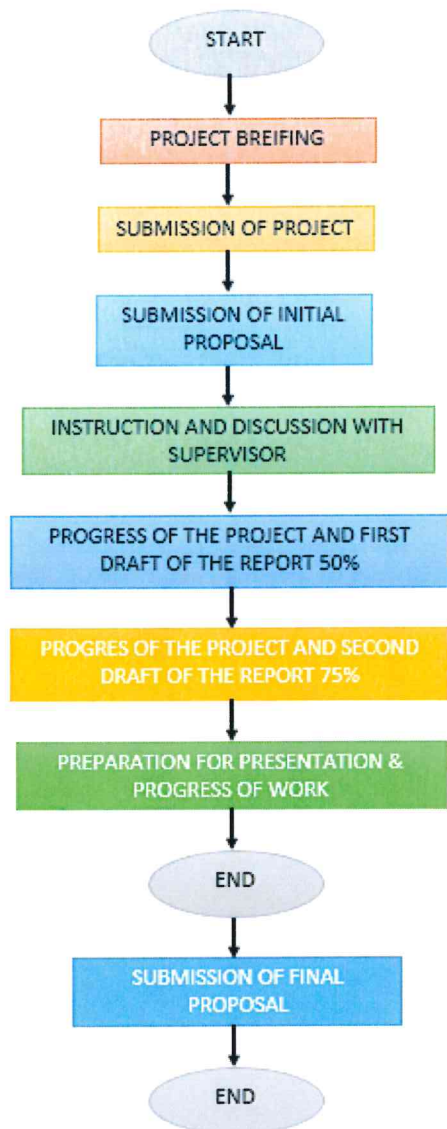 START
PROJECT BREIFING
SUBMISSION OF PROJECT
SUBMISSION OF INITIAL
PROPOSAL
INSTRUCTION AND DISCUSSION WITH
SUPERVISOR
PROGRESS OF THE PROJECT AND FIRST
DRAFT OF THE REPORT 50%
PROGRES OF THE PROJECT AND SECOND
DRAFT OF THE REPORT 75%
PREPARATION FOR PRESENTATION &
PROGRESS OF WORK
END
SUBMISSION OF FINAL
PROPOSAL
END